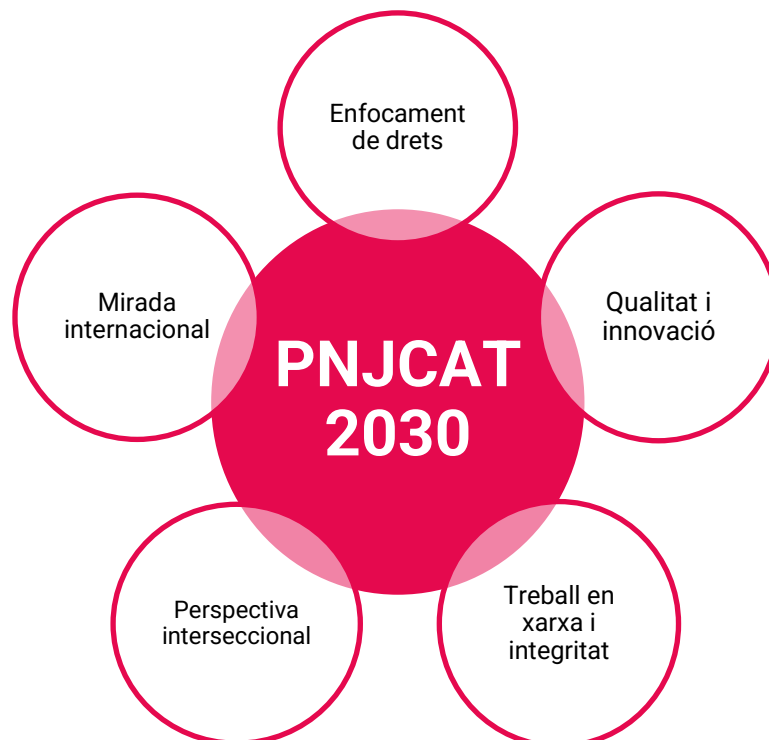 Enfocament
de drets
Mirada
internacional
Qualitat i
innovació
PNJCAT
2030
Perspectiva
interseccional
Treball en
xarxa i
integritat